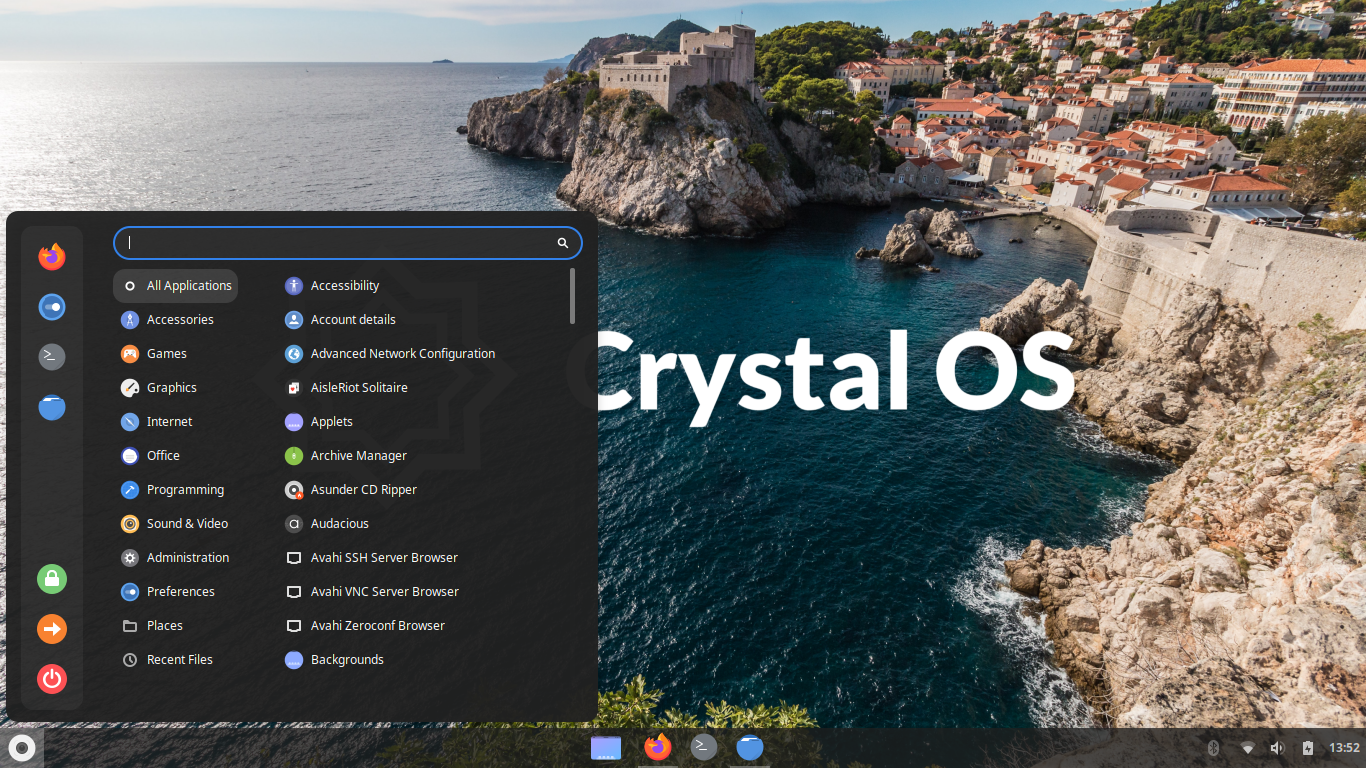 All Applications
Accessories
Games
Graphics
Internet
Office
Programming
Sound & Video
Administration
Preferences
Places
Recent Files
Accessibility
Account details
Advanced Network Configuration
AisleRiot Solitaire
Applets
Archive Manager
Asunder CD Ripper
Audacious
Avahi SSH Server Browser
Avahi VNC Server Browser
Avahi Zeroconf Browser
Backgrounds
Crystal OS
13:52